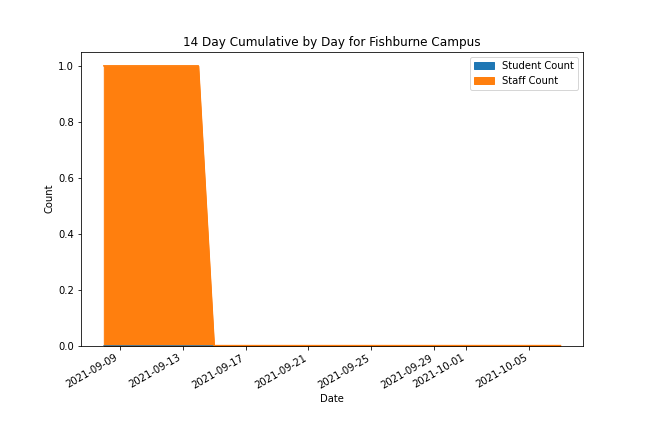 14 Day Cumulative by Day for Fishburne Campus
Student Count
Staff Count
1.0
0.8
0.6
0.4
0.2
0.0
Count
2021-09-09
2021-09-13
2021-09-17
2021-09-21
2021-09-25
2021-09-29
2021-10-01
2021-10-05
Date